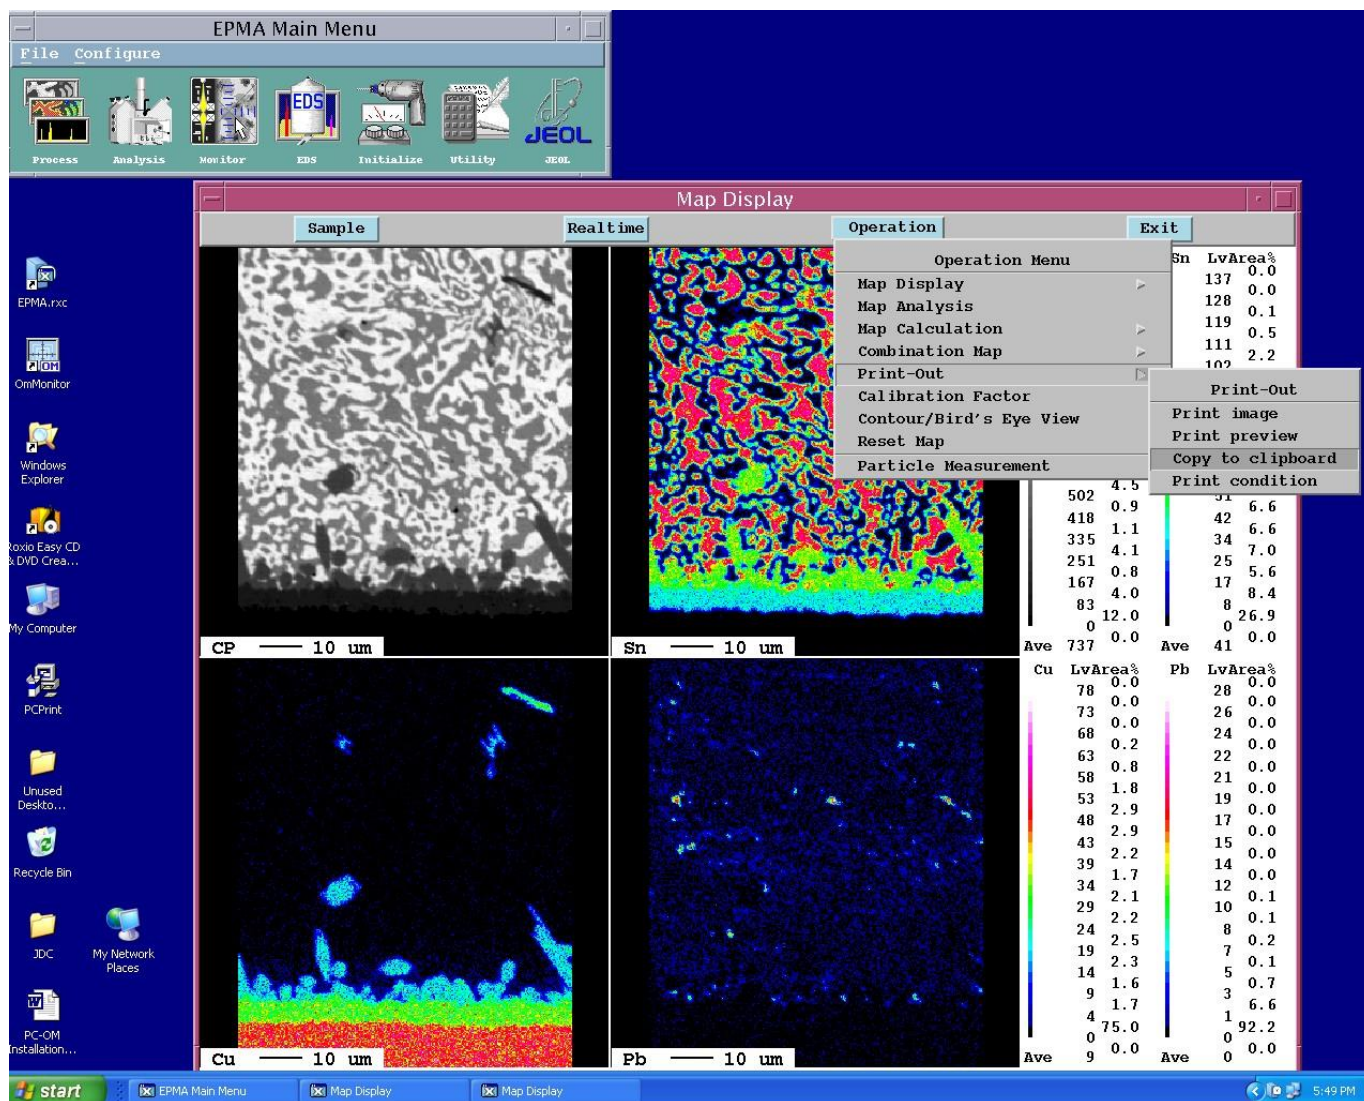 EPMA Main Menu
File Configure
EDS
JEOL
Process Analysis Monitor EDS Initialize Utility JEOL
EPMA.rxc
OmMonitor
Windows
Explorer
Roxio Easy CD
& DVD Crea...
My Computer
PCPrint
Unused
Deskto...
Recycle Bin
JDC
My Network
Places
PC-OM
Installation...
Map Display
Sample Realtime Operation Exit
Operation Menu
Map Display
Map Analysis
Map Calculation
Combination Map
Print-Out
Calibration Factor
Contour/Bird's Eye View
Reset Map
Particle Measurement
Print-Out
Print image
Print preview
Copy to clipboard
Print condition
CP 10 um
Sn 10 um
Cu 10 um
Pb 10 um
Sn LvArea%
0.0
137
0.0
128
0.1
119
0.5
111
2.2
102
4.5
502
0.9
418
1.1
335
4.1
251
0.8
167
4.0
83
12.0
0
0.0
Ave 737
51
6.6
42
6.6
34
7.0
25
5.6
17
8.4
8
26.9
0
0.0
Ave 41
Cu LvArea%
0.0
78
0.0
73
0.0
68
0.2
63
0.8
58
1.8
53
2.9
48
2.9
43
2.2
39
1.7
34
2.1
29
2.2
24
2.5
19
2.3
14
1.6
9
1.7
4
75.0
0
0.0
Ave 9
Pb LvArea%
0.0
28
0.0
26
0.0
24
0.0
22
0.0
21
0.0
19
0.0
17
0.0
15
0.0
14
0.0
12
0.1
10
0.1
8
0.2
7
0.1
5
0.7
3
6.6
1
92.2
0
0.0
Ave 0
start EPMA Main Menu Map Display Map Display 5:49 PM